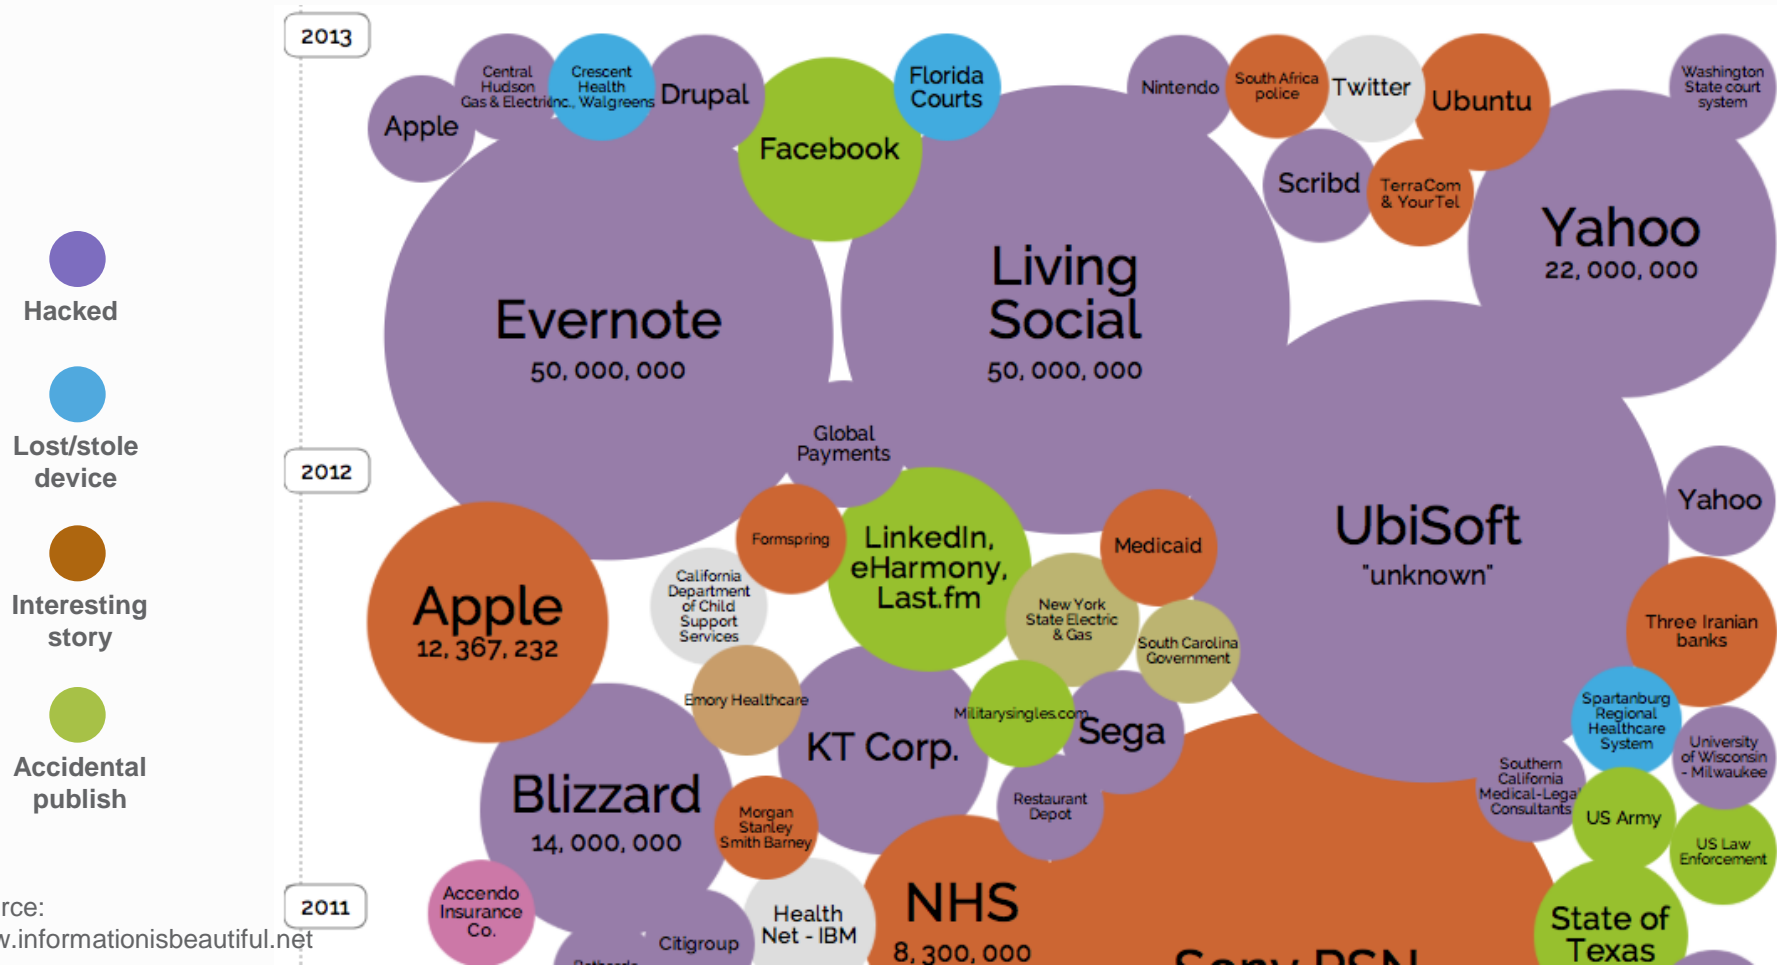 2013
Central
Hudson
Gas & Electric
Crescent
Health
Inc., Walgreens
Drupal
Apple
Facebook
Florida
Courts
Nintendo
South Africa
police
Twitter
Ubuntu
Washington
State court
system
Scribd
TerraCom
& YourTel
Yahoo
22, 000, 000
Living
Social
50, 000, 000
Evernote
50, 000, 000
Hacked
Lost/stole
device
Interesting
story
Accidental
publish
Global
Payments
2012
Yahoo
UbiSoft
"unknown"
Formspring
LinkedIn,
eHarmony,
Last.fm
Medicaid
Apple
12, 367, 232
California
Department
of Child
Support
Services
New York
State Electric
& Gas
South Carolina
Government
Three Iranian
banks
Emory Healthcare
Militarysingles.com
Sega
KT Corp.
Spartanburg
Regional
Healthcare
System
University
of Wisconsin
- Milwaukee
Southern
California
Medical-Legal
Consultants
Blizzard
14, 000, 000
Morgan
Stanley
Smith Barney
Restaurant
Depot
US Army
US Law
Enforcement
2011
Accendo
Insurance
Co.
Citigroup
Health
Net - IBM
NHS
8, 300, 000
Sony PSN
State of
Texas
rce:
w.informationisbeautiful.net